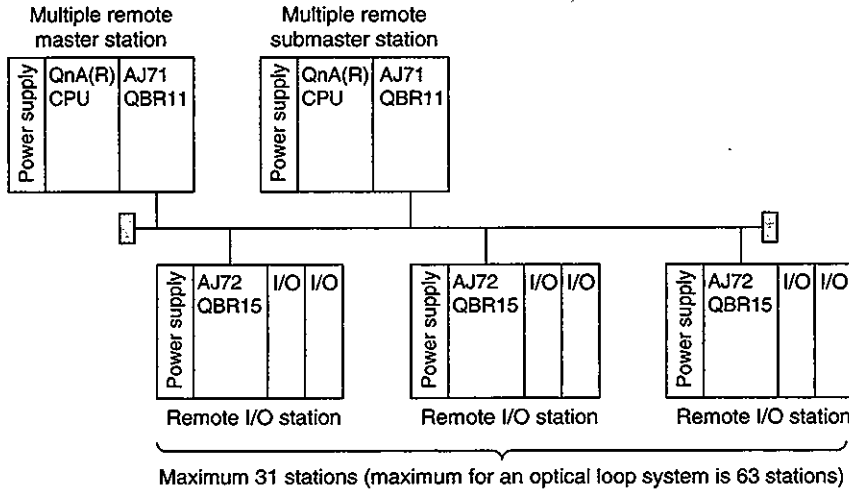 Multiple remote
master station
Multiple remote
submaster station
Power supply
QnA(R)
CPU
AJ71
QBR11
Power supply
QnA(R)
CPU
AJ71
QBR11
Power supply
AJ72
QBR15
I/O
I/O
Power supply
AJ72
QBR15
I/O
I/O
Power supply
AJ72
QBR15
I/O
I/O
Remote I/O station
Remote I/O station
Remote I/O station
Maximum 31 stations (maximum for an optical loop system is 63 stations)